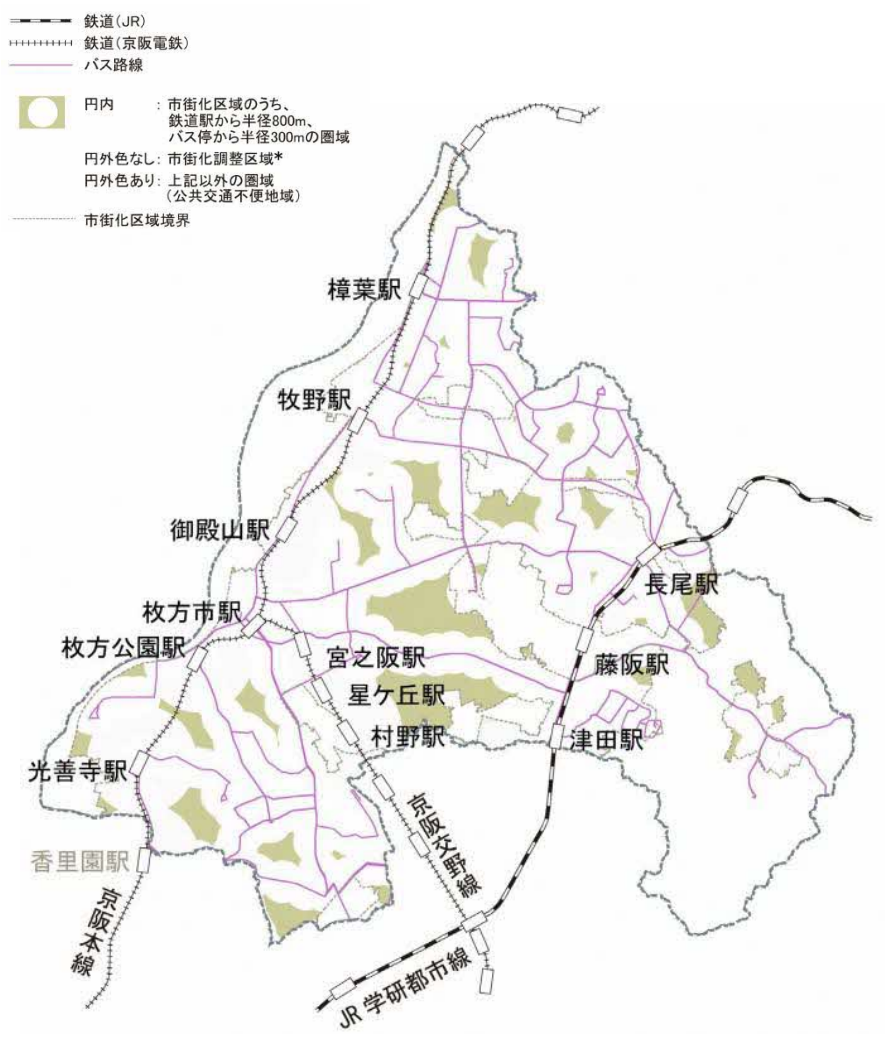 鉄道(JR)
鉄道(京阪電鉄)
バス路線
円内　：市街化区域のうち、
鉄道駅から半径800m、
バス停から半径300mの圏域
円外色なし：市街化調整区域*
円外色あり：上記以外の圏域
(公共交通不便地域)
市街化区域境界
樟葉駅
牧野駅
御殿山駅
長尾駅
枚方市駅
枚方公園駅
宮之阪駅
藤阪駅
星ケ丘駅
村野駅
津田駅
光善寺駅
香里園駅
京阪交野線
京阪本線
JR学研都市線